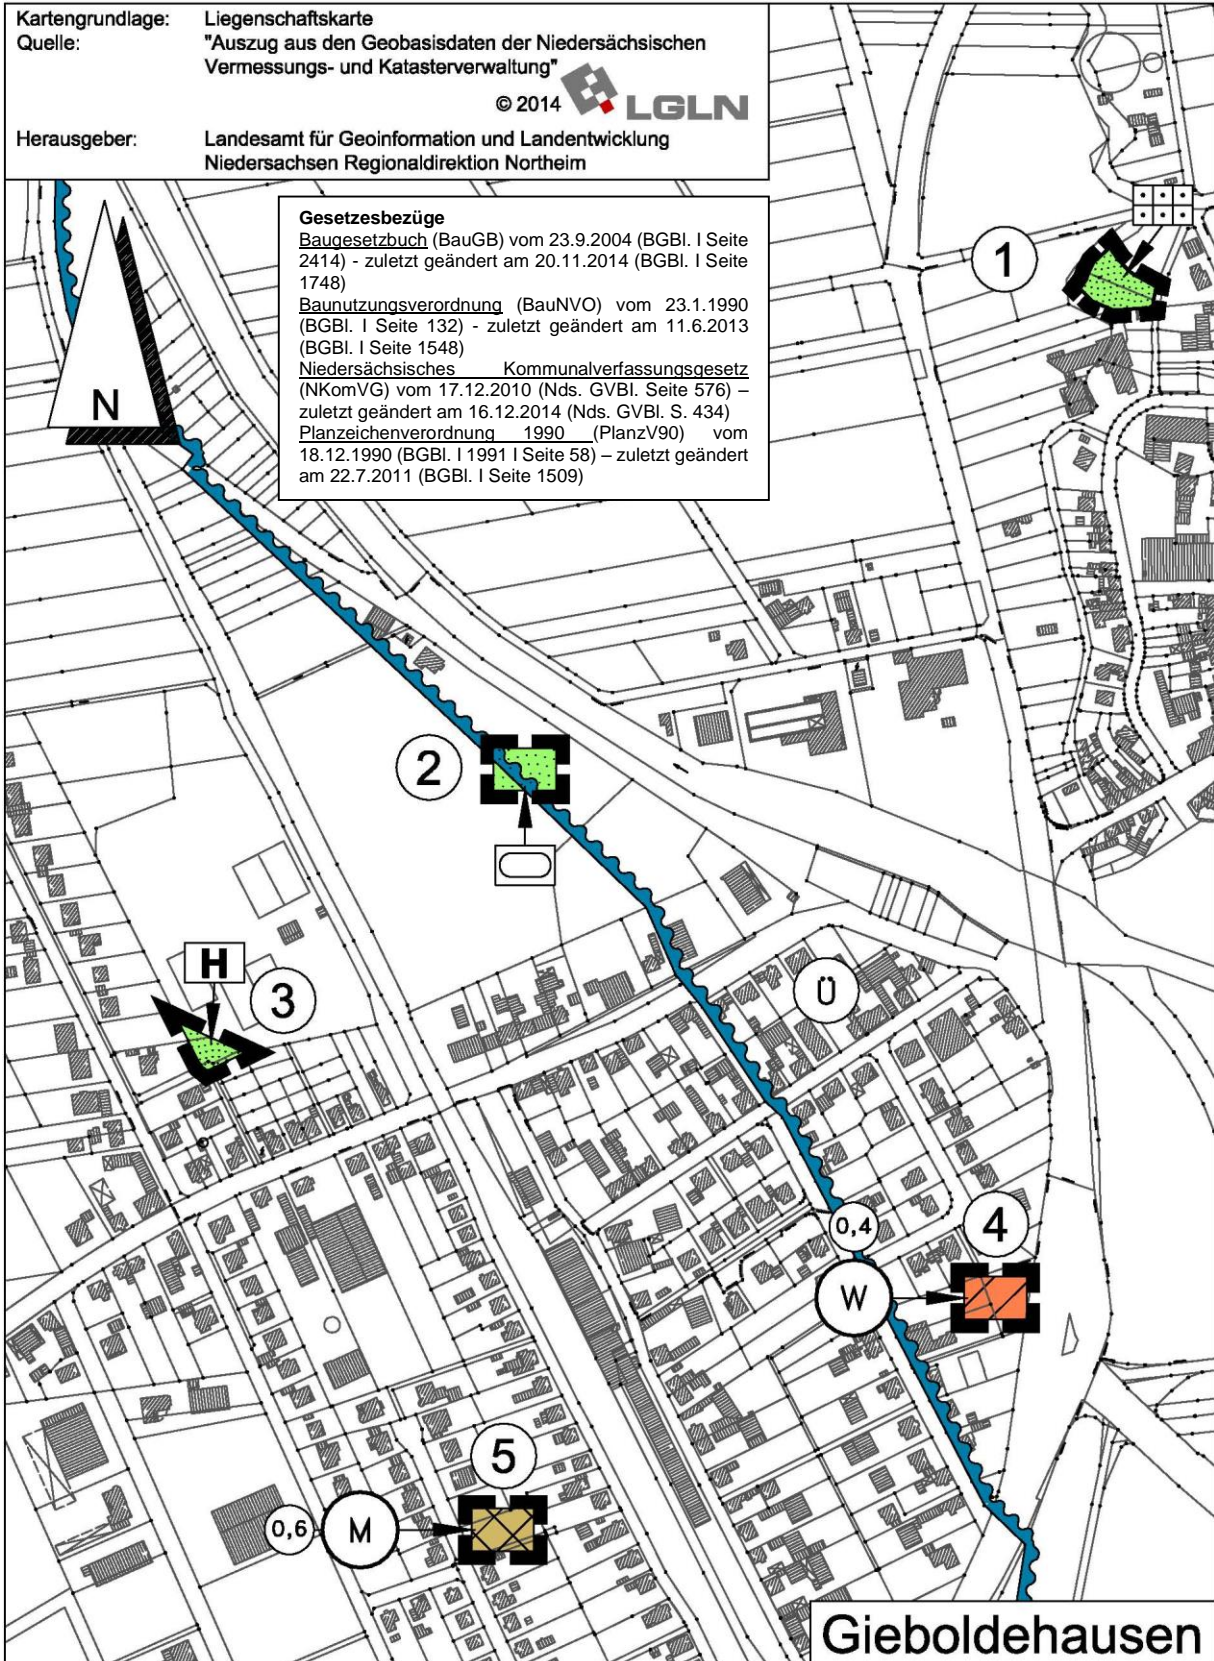 Kartengrundlage: Liegenschaftskarte
Quelle: "Auszug aus den Geobasisdaten der Niedersächsischen
Vermessungs- und Katasterverwaltung"
© 2014 LGLN
Herausgeber: Landesamt für Geoinformation und Landentwicklung
Niedersachsen Regionaldirektion Northeim
Gesetzesbezüge
Baugesetzbuch (BauGB) vom 23.9.2004 (BGBl. I Seite
2414) - zuletzt geändert am 20.11.2014 (BGBl. I Seite
1748)
Baunutzungsverordnung (BauNVO) vom 23.1.1990
(BGBl. I Seite 132) - zuletzt geändert am 11.6.2013
(BGBl. I Seite 1548)
Niedersächsisches Kommunalverfassungsgesetz
(NKomVG) vom 17.12.2010 (Nds. GVBl. Seite 576) –
zuletzt geändert am 16.12.2014 (Nds. GVBl. S. 434)
Planzeichenverordnung 1990 (PlanzV90) vom
18.12.1990 (BGBl. I 1991 I Seite 58) – zuletzt geändert
am 22.7.2011 (BGBl. I Seite 1509)
N
1
2
H
3
Ü
0,4
4
W
5
0,6
M
Gieboldehausen